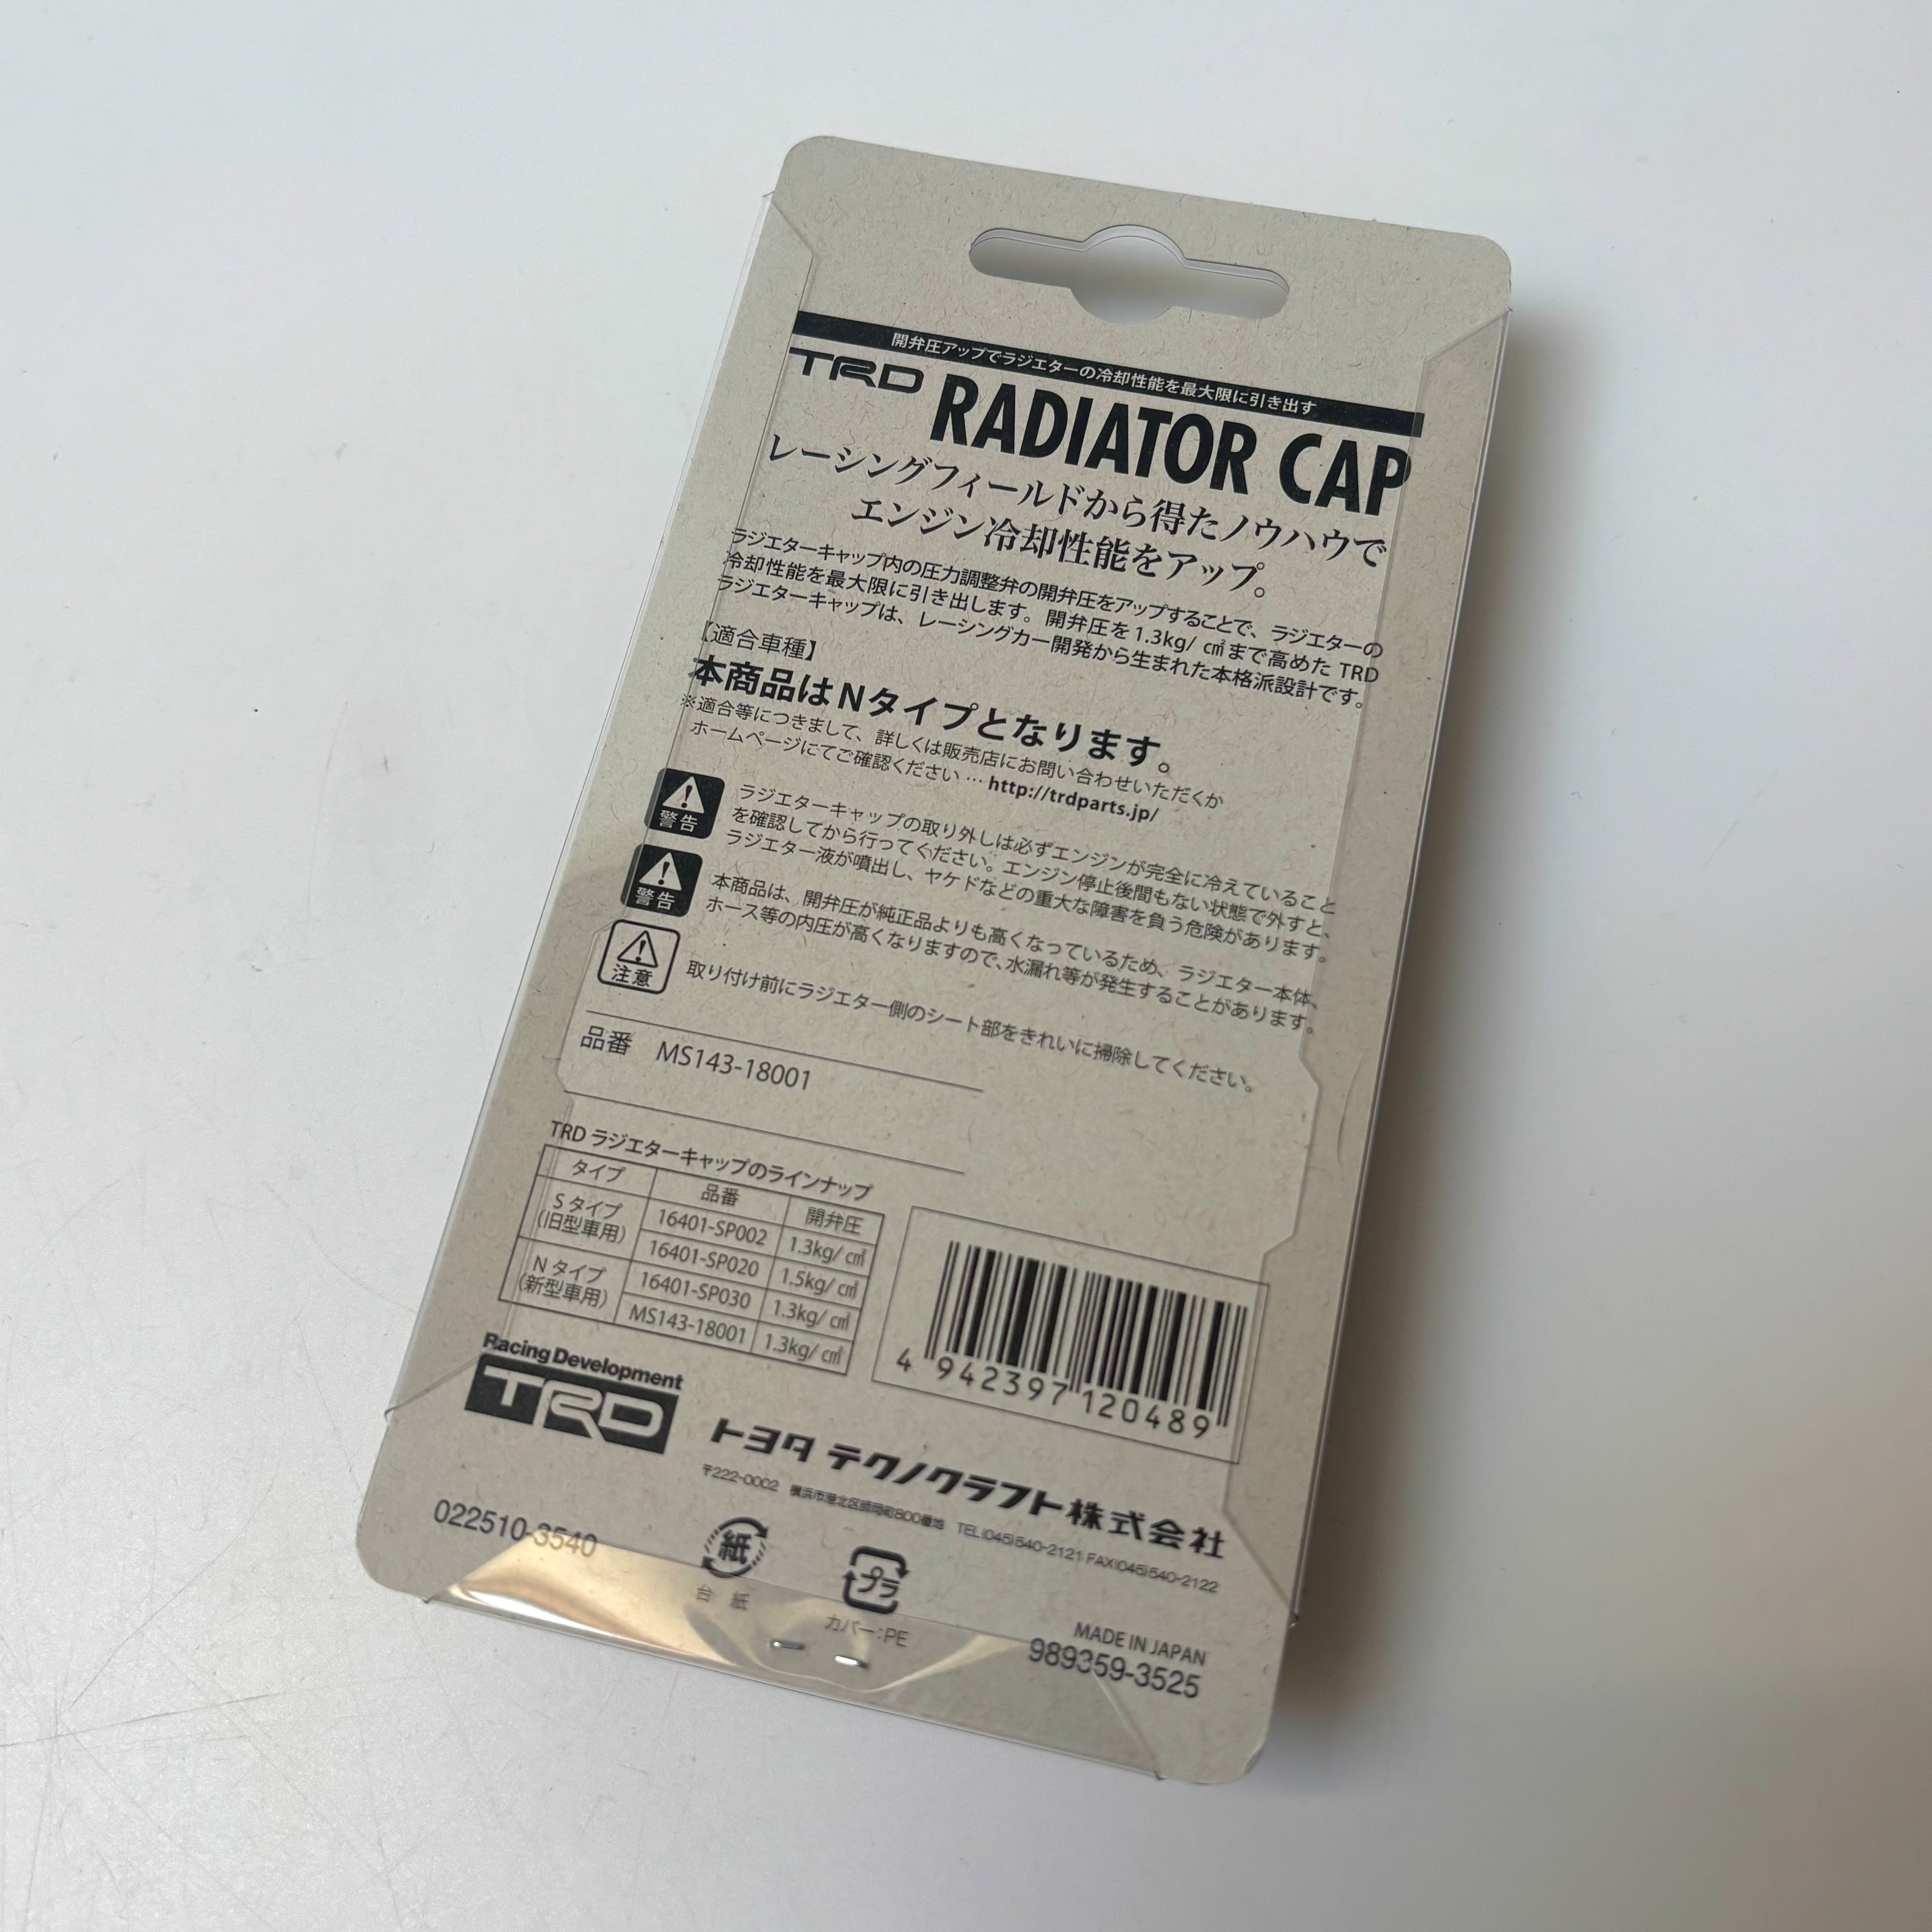 開弁圧アップでラジエターの冷却性能を最大限に引き出す
TRD RADIATOR CAP
レーシングフィールドから得たノウハウで
エンジン冷却性能をアップ。
ラジエターキャップ内の圧力調整弁の開弁圧をアップすることで、ラジエターの
冷却性能を最大限に引き出します。開弁圧を1.3kg/㎠まで高めたTRD
ラジエターキャップは、レーシングカー開発から生まれた本格派設計です。
【適合車種】
本商品はNタイプとなります。
※適合等につきまして、詳しくは販売店にお問い合わせいただくか
ホームページにてご確認ください…http://trdparts.jp/
警告
ラジエターキャップの取り外しは必ずエンジンが完全に冷えていること
を確認してから行ってください。エンジン停止後間もない状態で外すと、
ラジエター液が噴出し、ヤケドなどの重大な障害を負う危険があります。
警告
本商品は、開弁圧が純正品よりも高くなっているため、ラジエター本体、
ホース等の内圧が高くなりますので、水漏れ等が発生することがあります。
注意
取り付け前にラジエター側のシート部をきれいに掃除してください。
品番 MS143-18001
TRD ラジエターキャップのラインナップ
タイプ 品番 開弁圧
Sタイプ (旧型車用) 16401-SP002 1.3kg/㎠
16401-SP020 1.5kg/㎠
Nタイプ (新型車用) 16401-SP030 1.3kg/㎠
MS143-18001 1.3kg/㎠
4 942397 120489
Racing Development
TRD
トヨタ テクノクラフト株式会社
〒222-0002 横浜市港北区師岡町800番地 TEL(045)540-2121 FAX(045)540-2122
022510-3540
紙
台紙
プラ
カバー:PE
MADE IN JAPAN
989359-3525